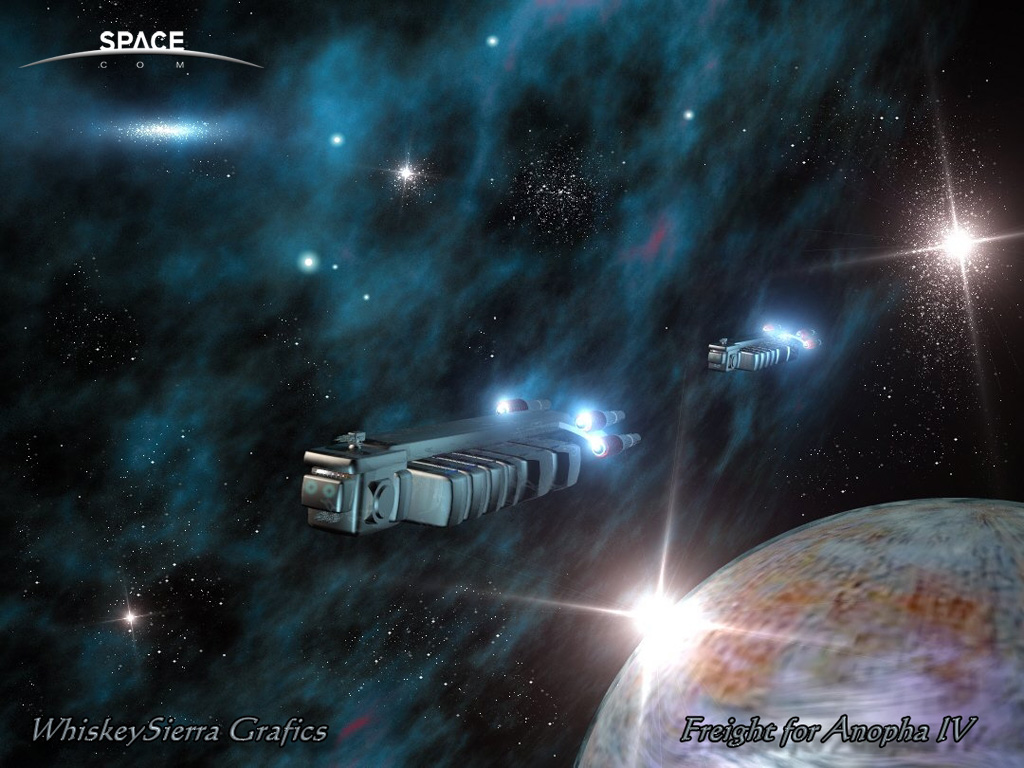 SPACE
COM
WhiskeySierra Grafics
Freight for Anopha IV